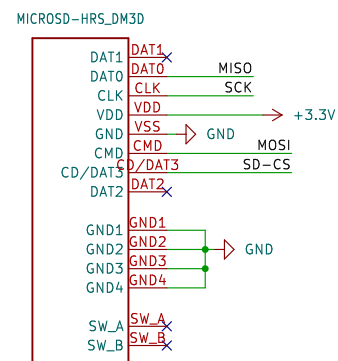 MICROSD-HRS_DM3D
DAT1 DAT1
DAT0 DAT0 MISO
CLK CLK SCK
VDD VDD +3.3V
GND VSS GND
CMD CMD MOSI
CD/DAT3 CD/DAT3 SD-CS
DAT2 DAT2
GND1 GND1
GND2 GND2 GND
GND3 GND3
GND4 GND4
SW_A SW_A
SW_B SW_B